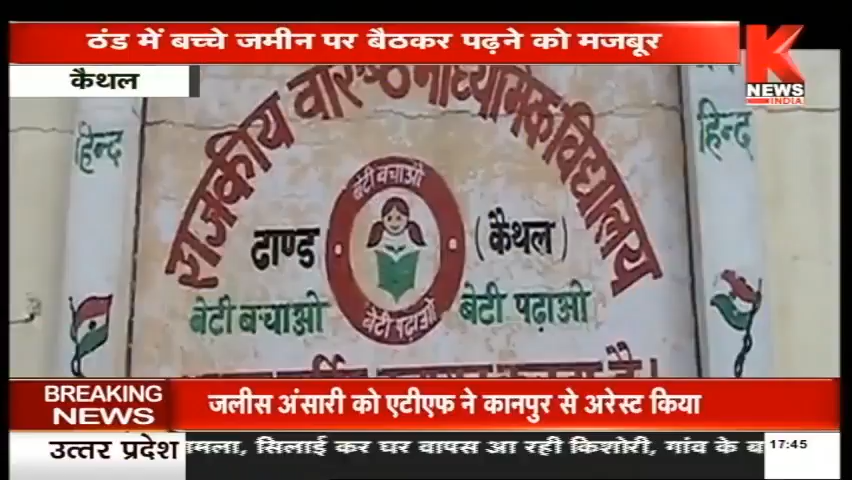 ठंड में बच्चे जमीन पर बैठकर पढ़ने को मजबूर
कैथल
K
NEWS
INDIA
हिन्द
हिन्द
राजकीय वरिष्ठ माध्यमिक विद्यालय
बेटी बचाओ
ढाण्ड
(कैथल)
बेटी बचाओ
बेटी पढ़ाओ
बेटी पढ़ाओ
BREAKING
NEWS
जलीस अंसारी को एटीएफ ने कानपुर से अरेस्ट किया
उत्तर प्रदेश
सिलाई कर घर वापस आ रही किशोरी, गांव के
17:45